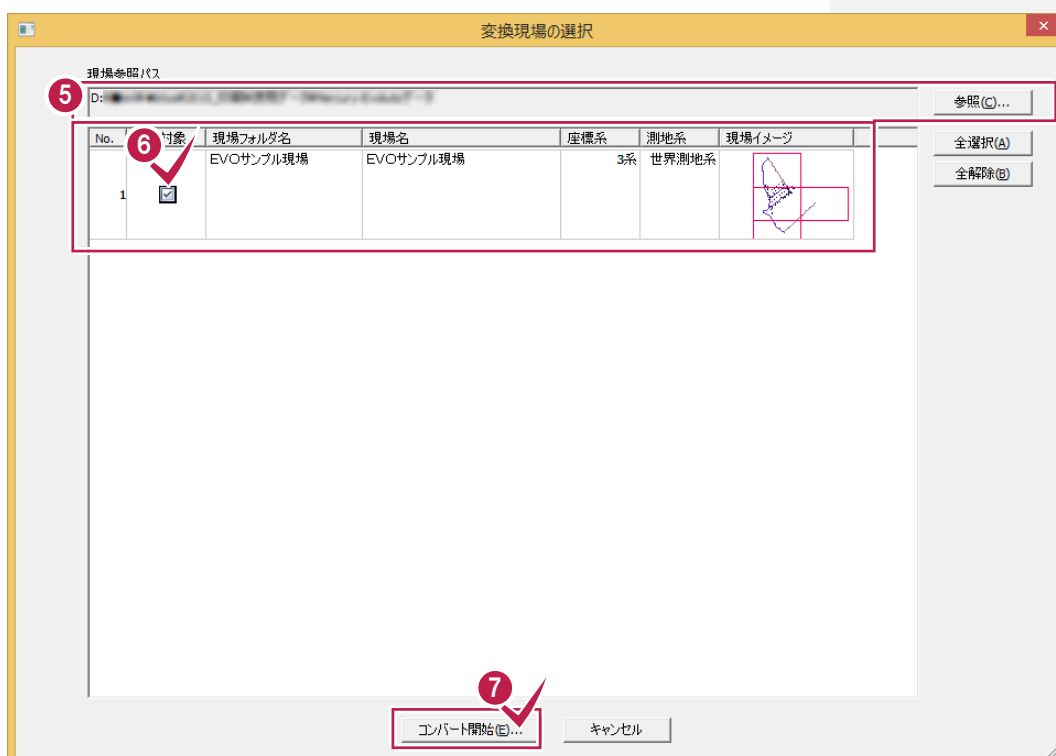 変換現場の選択
現場参照パス
5
D:
参照(C)...
No. 対象 現場フォルダ名 現場名 座標系 測地系 現場イメージ
全選択(A)
6
EVOサンプル現場 EVOサンプル現場 3系 世界測地系
全解除(B)
1
7
コンバート開始(E)... キャンセル